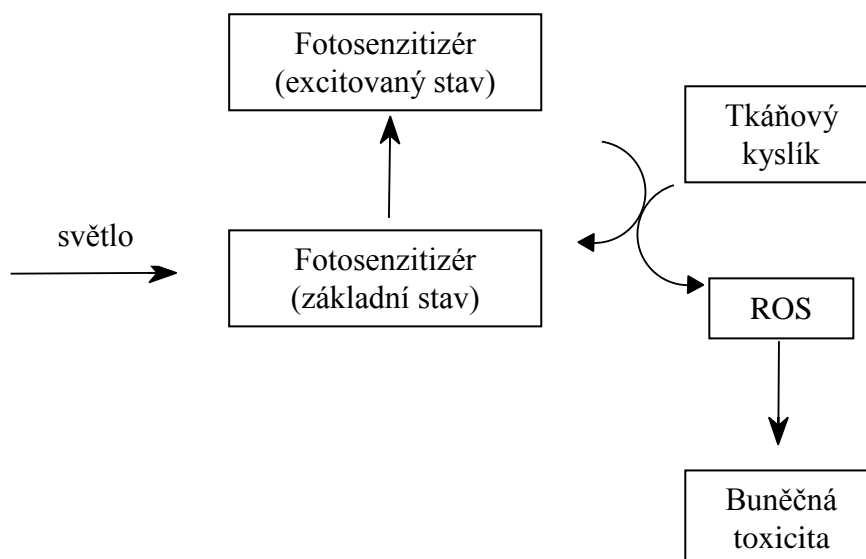 Fotosenzitizér
(excitovaný stav)
Tkáňový
kyslík
světlo
Fotosenzitizér
(základní stav)
ROS
Buněčná
toxicita